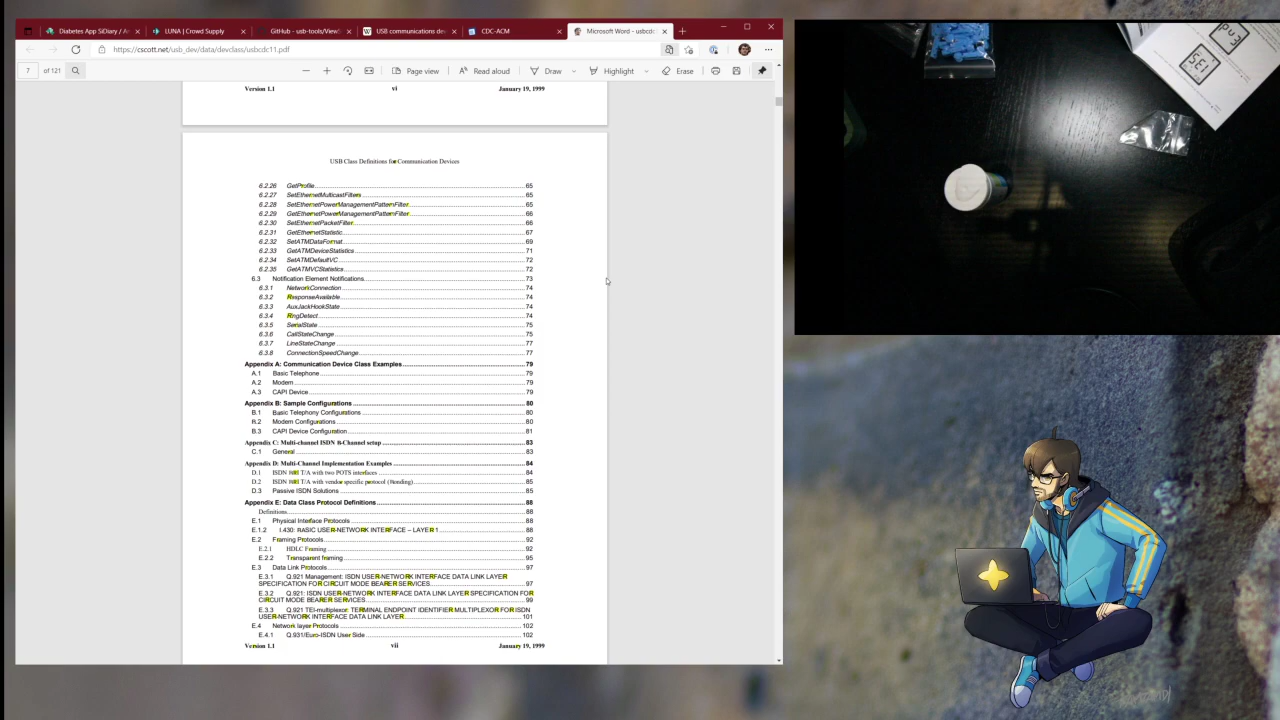 Diabetes App SiDiary / An
LUNA | Crowd Supply
GitHub - usb-tools/ViewS
USB communications dev
CDC-ACM
Microsoft Word - usbcdc
https://cscott.net/usb_dev/data/devclass/usbcdc11.pdf
7 of 121
Page view
Read aloud
Draw
Highlight
Erase
Version 1.1 vi January 19, 1999
USB Class Definitions for Communication Devices
6.2.26 GetProfile 65
6.2.27 SetEthernetMulticastFilters 65
6.2.28 SetEthernetPowerManagementPatternFilter 65
6.2.29 GetEthernetPowerManagementPatternFilter 66
6.2.30 SetEthernetPacketFilter 66
6.2.31 GetEthernetStatistic 67
6.2.32 SetATMDataFormat 69
6.2.33 GetATMDeviceStatistics 71
6.2.34 SetATMDefaultVC 72
6.2.35 GetATMVCStatistics 72
6.3 Notification Element Notifications 73
6.3.1 NetworkConnection 74
6.3.2 ResponseAvailable 74
6.3.3 AuxJackHookState 74
6.3.4 RingDetect 74
6.3.5 SerialState 75
6.3.6 CallStateChange 75
6.3.7 LineStateChange 77
6.3.8 ConnectionSpeedChange 77
Appendix A: Communication Device Class Examples 79
A.1 Basic Telephone 79
A.2 Modem 79
A.3 CAPI Device 79
Appendix B: Sample Configurations 80
B.1 Basic Telephony Configurations 80
B.2 Modem Configurations 80
B.3 CAPI Device Configuration 81
Appendix C: Multi-channel ISDN B-Channel setup 83
C.1 General 83
Appendix D: Multi-Channel Implementation Examples 84
D.1 ISDN BRI T/A with two POTS interfaces 84
D.2 ISDN BRI T/A with vendor specific protocol (Bonding) 85
D.3 Passive ISDN Solutions 85
Appendix E: Data Class Protocol Definitions 88
Definitions 88
E.1 Physical Interface Protocols 88
E.1.2 I.430: BASIC USER-NETWORK INTERFACE – LAYER 1 88
E.2 Framing Protocols 92
E.2.1 HDLC Framing 92
E.2.2 Transparent framing 95
E.3 Data Link Protocols 97
E.3.1 Q.921 Management: ISDN USER-NETWORK INTERFACE DATA LINK LAYER
SPECIFICATION FOR CIRCUIT MODE BEARER SERVICES 97
E.3.2 Q.921: ISDN USER-NETWORK INTERFACE DATA LINK LAYER SPECIFICATION FOR
CIRCUIT MODE BEARER SERVICES 99
E.3.3 Q.921 TEI-multiplexor: TERMINAL ENDPOINT IDENTIFIER MULTIPLEXOR FOR ISDN
USER-NETWORK INTERFACE DATA LINK LAYER 101
E.4 Network layer Protocols 102
E.4.1 Q.931/Euro-ISDN User Side 102
Version 1.1 vii January 19, 1999